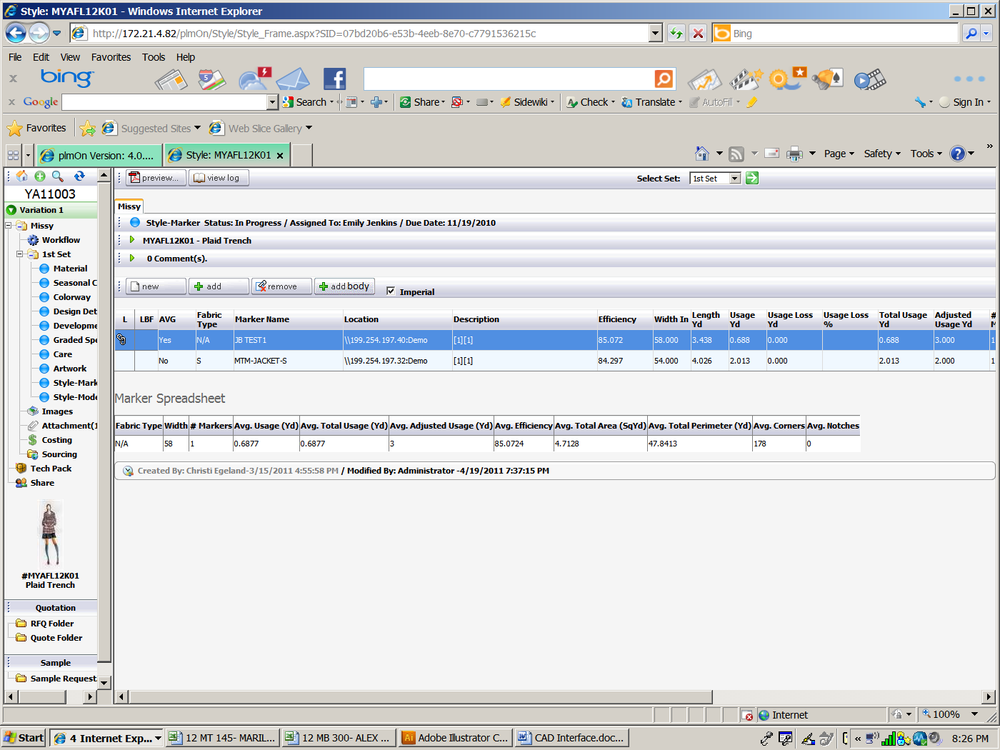 Style: MYAFL12K01 - Windows Internet Explorer
http://172.21.4.82/plmOn/Style/Style_Frame.aspx?SID=07bd20b6-e53b-4eeb-8e70-c7791536215c
Bing
File Edit View Favorites Tools Help
x bing
x Google Search Share Sidewiki Check Translate AutoFill Sign In
Favorites Suggested Sites Web Slice Gallery
plmOn Version: 4.0.... Style: MYAFL12K01 x Page Safety Tools »
preview... view log Select Set: 1st Set
YA11003
Variation 1
Missy
Workflow
1st Set
Material
Seasonal C
Colorway
Design Det
Developme
Graded Spe
Care
Artwork
Style-Mark
Style-Mode
Images
Attachment(1
Costing
Sourcing
Tech Pack
Share
#MYAFL12K01
Plaid Trench
Quotation
RFQ Folder
Quote Folder
Sample
Sample Request
Missy
Style-Marker Status: In Progress / Assigned To: Emily Jenkins / Due Date: 11/19/2010
MYAFL12K01 - Plaid Trench
0 Comment(s).
new add remove add body Imperial
L LBF AVG Fabric Type Marker Name Location Description Efficiency Width In Length Yd Usage Yd Usage Loss Yd Usage Loss % Total Usage Yd Adjusted Usage Yd # M
Yes N/A JB TEST1 \\199.254.197.40:Demo [1][1] 85.072 58.000 3.438 0.688 0.000 0.688 3.000 1
No S MTM-JACKET-S \\199.254.197.32:Demo [1][1] 84.297 54.000 4.026 2.013 0.000 2.013 2.000 1
Marker Spreadsheet
Fabric Type Width # Markers Avg. Usage (Yd) Avg. Total Usage (Yd) Avg. Adjusted Usage (Yd) Avg. Efficiency Avg. Total Area (SqYd) Avg. Total Perimeter (Yd) Avg. Corners Avg. Notches
N/A 58 1 0.6877 0.6877 3 85.0724 4.7128 47.8413 178 0
Created By: Christi Egeland-3/15/2011 4:55:58 PM / Modified By: Administrator -4/19/2011 7:37:15 PM
Internet 100%
Start 4 Internet Exp... 12 MT 145- MARIL... 12 MB 300- ALEX ... Ai Adobe Illustrator C... CAD Interface.doc... « 8:26 PM